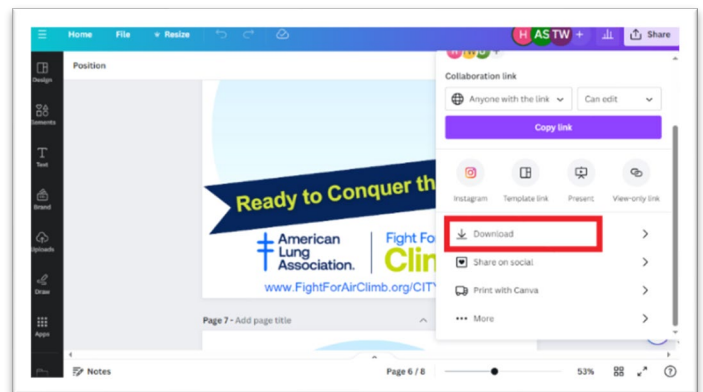 Home File Resize H AS TW + Share
Design
Elements
Text
Brand
Uploads
Draw
Apps
Position
Ready to Conquer th
American
Lung
Association.
Fight Fo
Clim
www.FightForAirClimb.org/CITY
Page 7 - Add page title
Collaboration link
Anyone with the link Can edit
Copy link
Instagram Template link Present View-only link
Download
Share on social
Print with Canva
More
Notes Page 6 / 8 53%